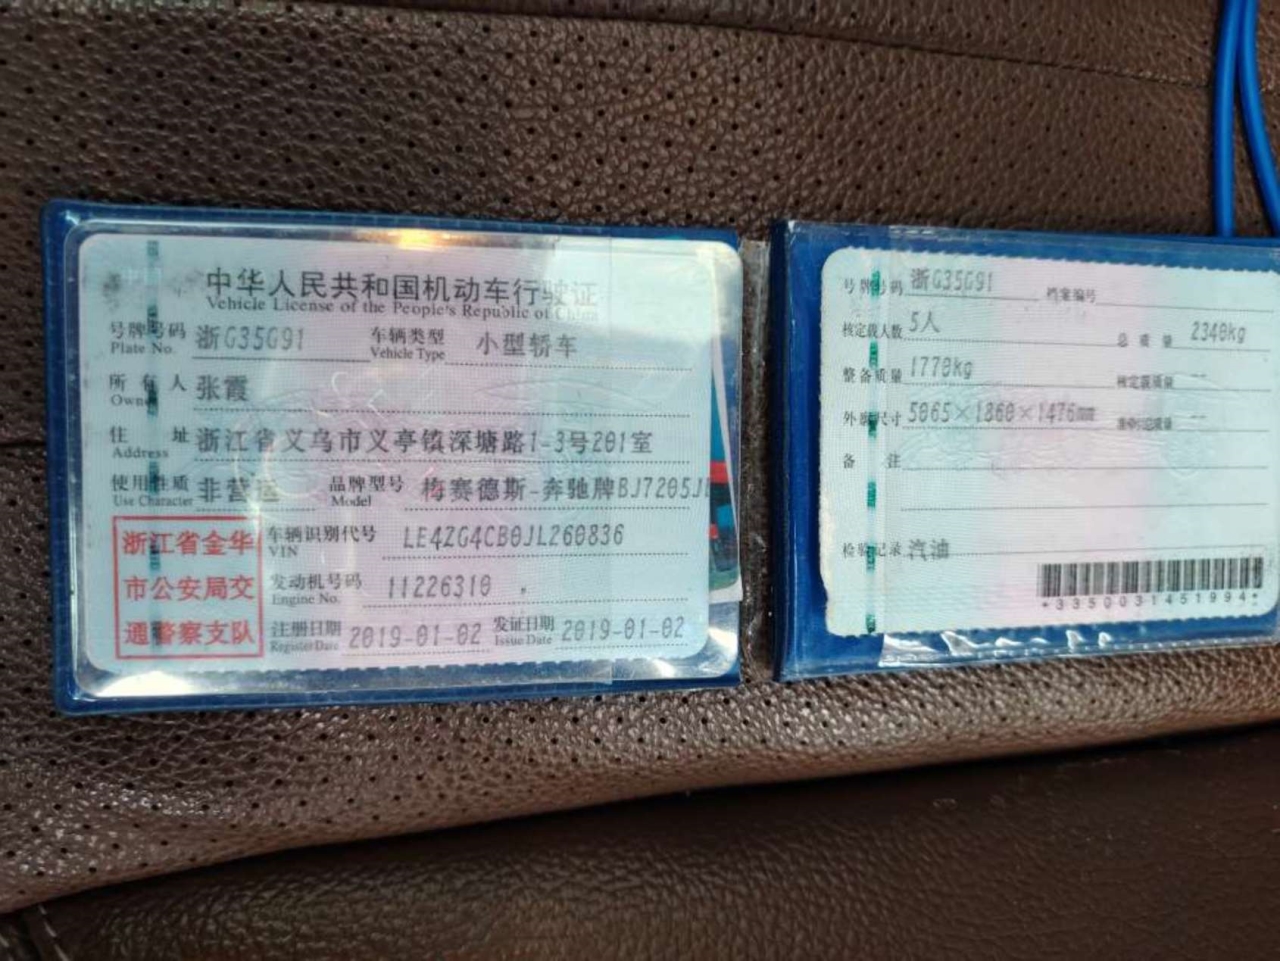 中华人民共和国机动车行驶证
Vehicle License of the People's Republic of China
号牌号码 浙G35G91 车辆类型 小型轿车
Plate No. Vehicle Type
所有人 张霞
Owner
住址 浙江省义乌市义亭镇深塘路1-3号201室
Address
使用性质 非营运 品牌型号 梅赛德斯-奔驰牌BJ7205J
Use Character Model
浙江省金华
市公安局交
通警察支队
车辆识别代号 LE4ZG4CB0JL260836
VIN
发动机号码 11226310
Engine No.
注册日期 2019-01-02 发证日期 2019-01-02
Register Date Issue Date
号牌号码 浙G35G91 档案编号
核定载人数 5人 总质量 2340kg
整备质量 1770kg 核定载质量 --
外廓尺寸 5065×1860×1476mm 准牵引总质量 --
备注
检验记录 汽油
*3350031451994*